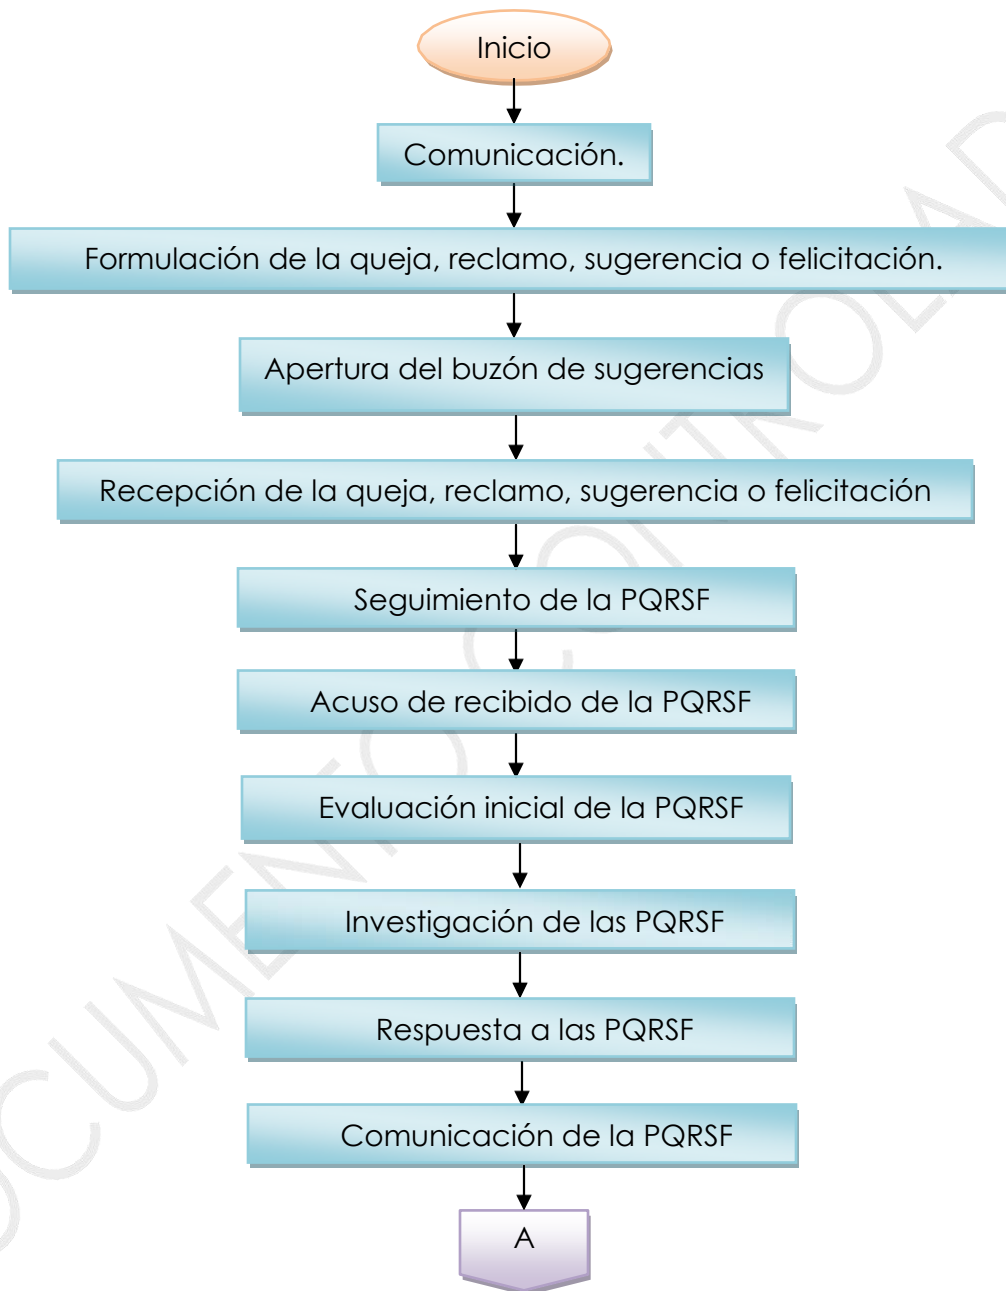 Inicio
Comunicación.
Formulación de la queja, reclamo, sugerencia o felicitación.
Apertura del buzón de sugerencias
Recepción de la queja, reclamo, sugerencia o felicitación
Seguimiento de la PQRSF
Acuso de recibido de la PQRSF
Evaluación inicial de la PQRSF
Investigación de las PQRSF
Respuesta a las PQRSF
Comunicación de la PQRSF
A